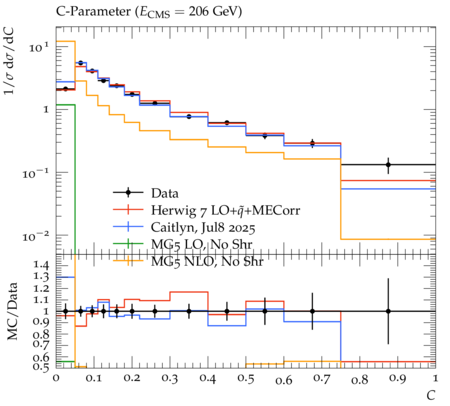 C-Parameter (E_CMS = 206 GeV)
1/σ dσ/dC
10¹
1
10⁻¹
10⁻²
Data
Herwig 7 LO+q̃+MECorr
Caitlyn, Jul8 2025
MG5 LO, No Shr
MG5 NLO, No Shr
MC/Data
1.4
1.3
1.2
1.1
1
0.9
0.8
0.7
0.6
0.5
0 0.1 0.2 0.3 0.4 0.5 0.6 0.7 0.8 0.9 1
C